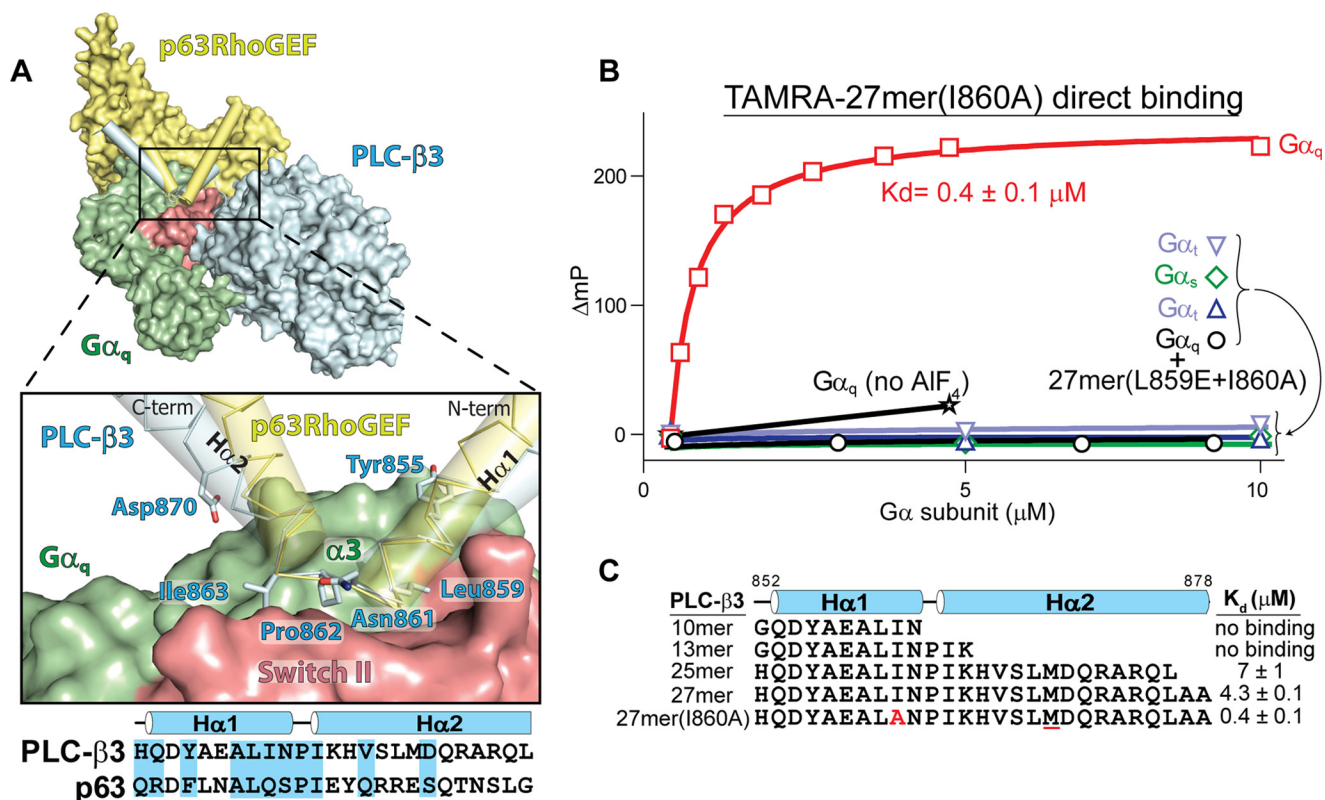 A
p63RhoGEF
PLC-β3
Gαq
C-term
N-term
PLC-β3
p63RhoGEF
Hα2
Hα1
Tyr855
Asp870
Gαq
α3
Ile863
Leu859
Asn861
Pro862
Switch II
Hα1 Hα2
PLC-β3 HQDYAEALINPIKHVSLMDQRARQL
p63 QRDFLNALQSPIEYQRRESQTNSLG
B
TAMRA-27mer(I860A) direct binding
ΔmP
200
100
0
Gαq
Kd= 0.4 ± 0.1 μM
Gαt
Gαs
Gαt
Gαq
+
27mer(L859E+I860A)
Gαq (no AlF4)
0 5 10
Gα subunit (μM)
C
852 878
PLC-β3 Hα1 Hα2 Kd (μM)
10mer GQDYAEALIN no binding
13mer GQDYAEALINPIK no binding
25mer HQDYAEALINPIKHVSLMDQRARQL 7 ± 1
27mer HQDYAEALINPIKHVSLMDQRARQLAA 4.3 ± 0.1
27mer(I860A) HQDYAEALANPIKHVSLMDQRARQLAA 0.4 ± 0.1